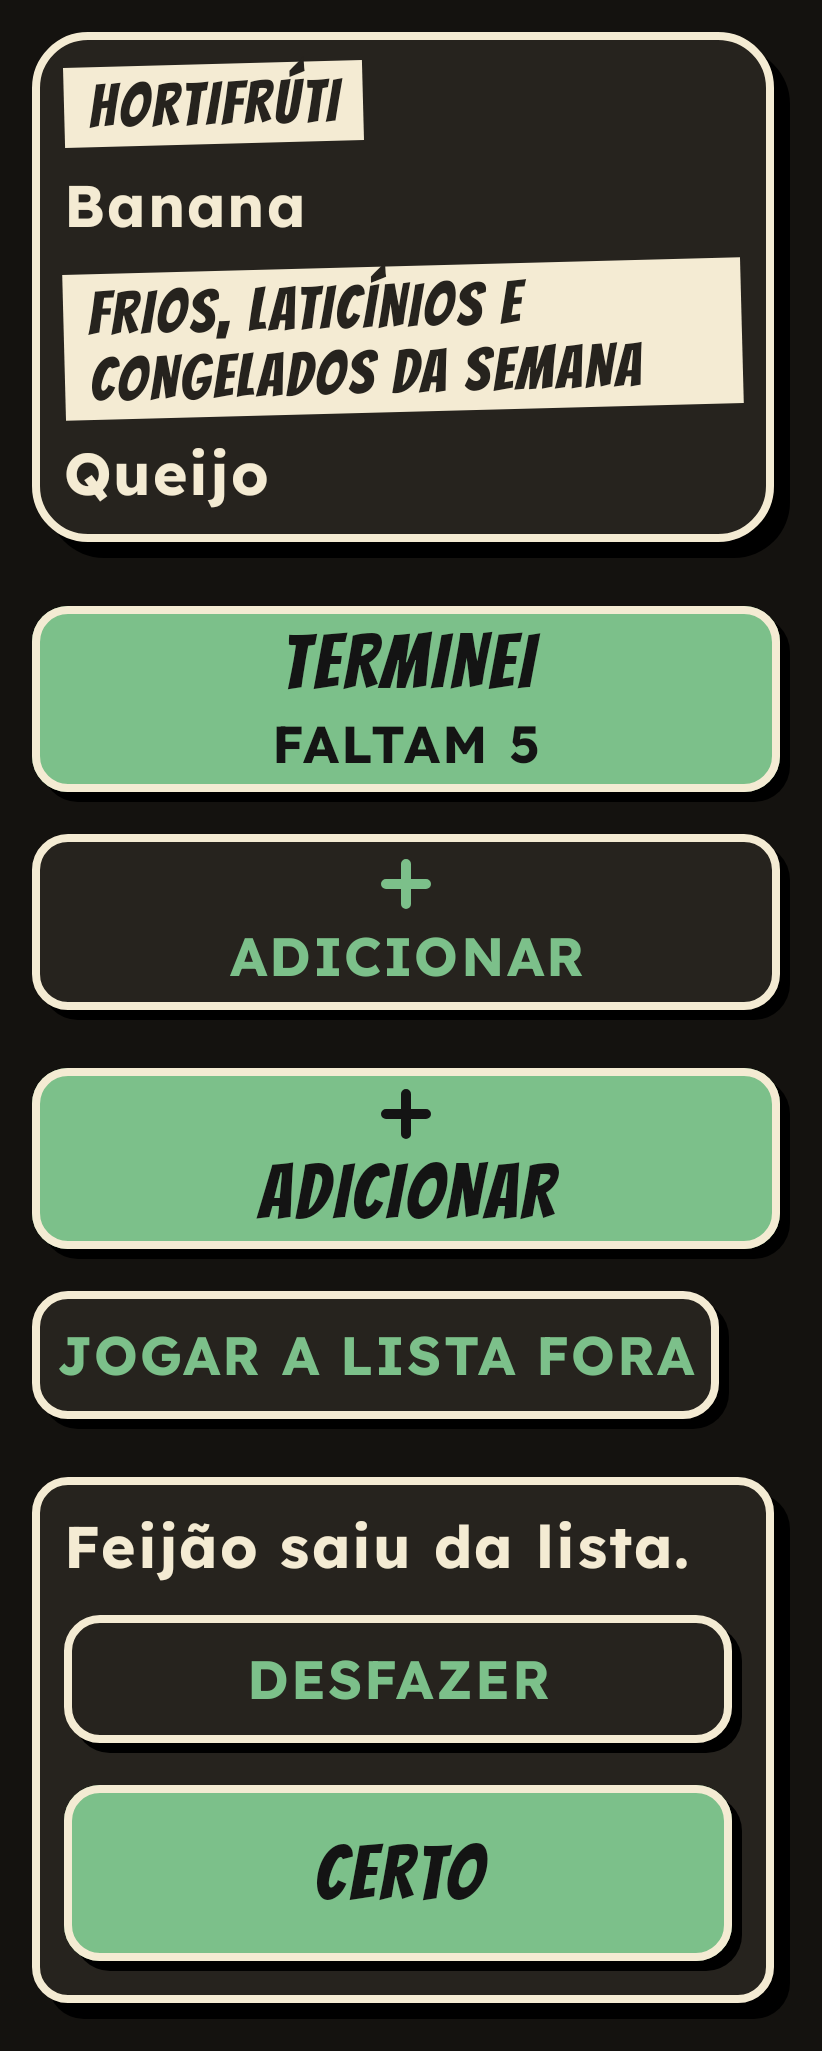 HORTIFRÚTI
Banana
FRIOS, LATICÍNIOS E
CONGELADOS DA SEMANA
Queijo
TERMINEI
FALTAM 5
+
ADICIONAR
+
ADICIONAR
JOGAR A LISTA FORA
Feijão saiu da lista.
DESFAZER
CERTO